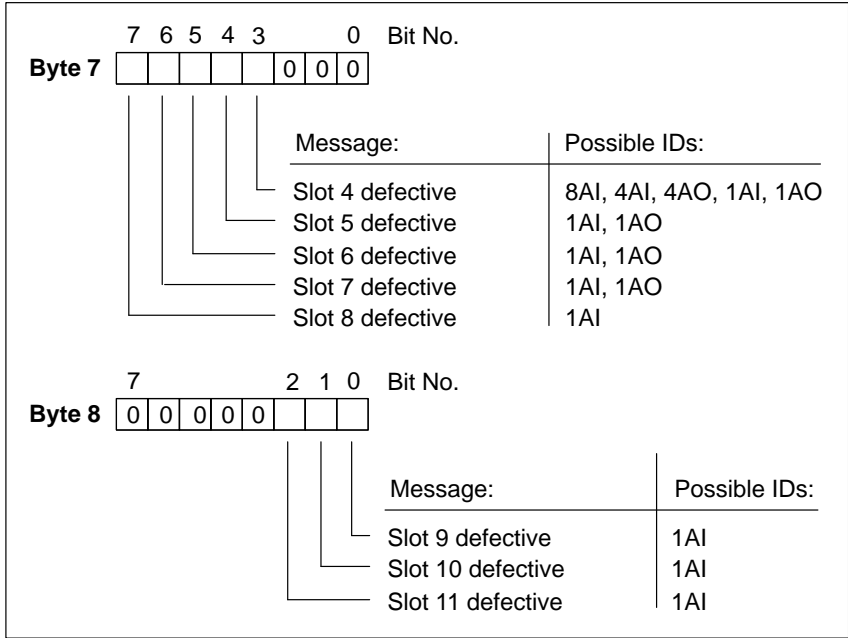 7 6 5 4 3 0 Bit No.
Byte 7 0 0 0
Message: Possible IDs:
Slot 4 defective 8AI, 4AI, 4AO, 1AI, 1AO
Slot 5 defective 1AI, 1AO
Slot 6 defective 1AI, 1AO
Slot 7 defective 1AI, 1AO
Slot 8 defective 1AI
7 2 1 0 Bit No.
Byte 8 0 0 0 0 0
Message: Possible IDs:
Slot 9 defective 1AI
Slot 10 defective 1AI
Slot 11 defective 1AI